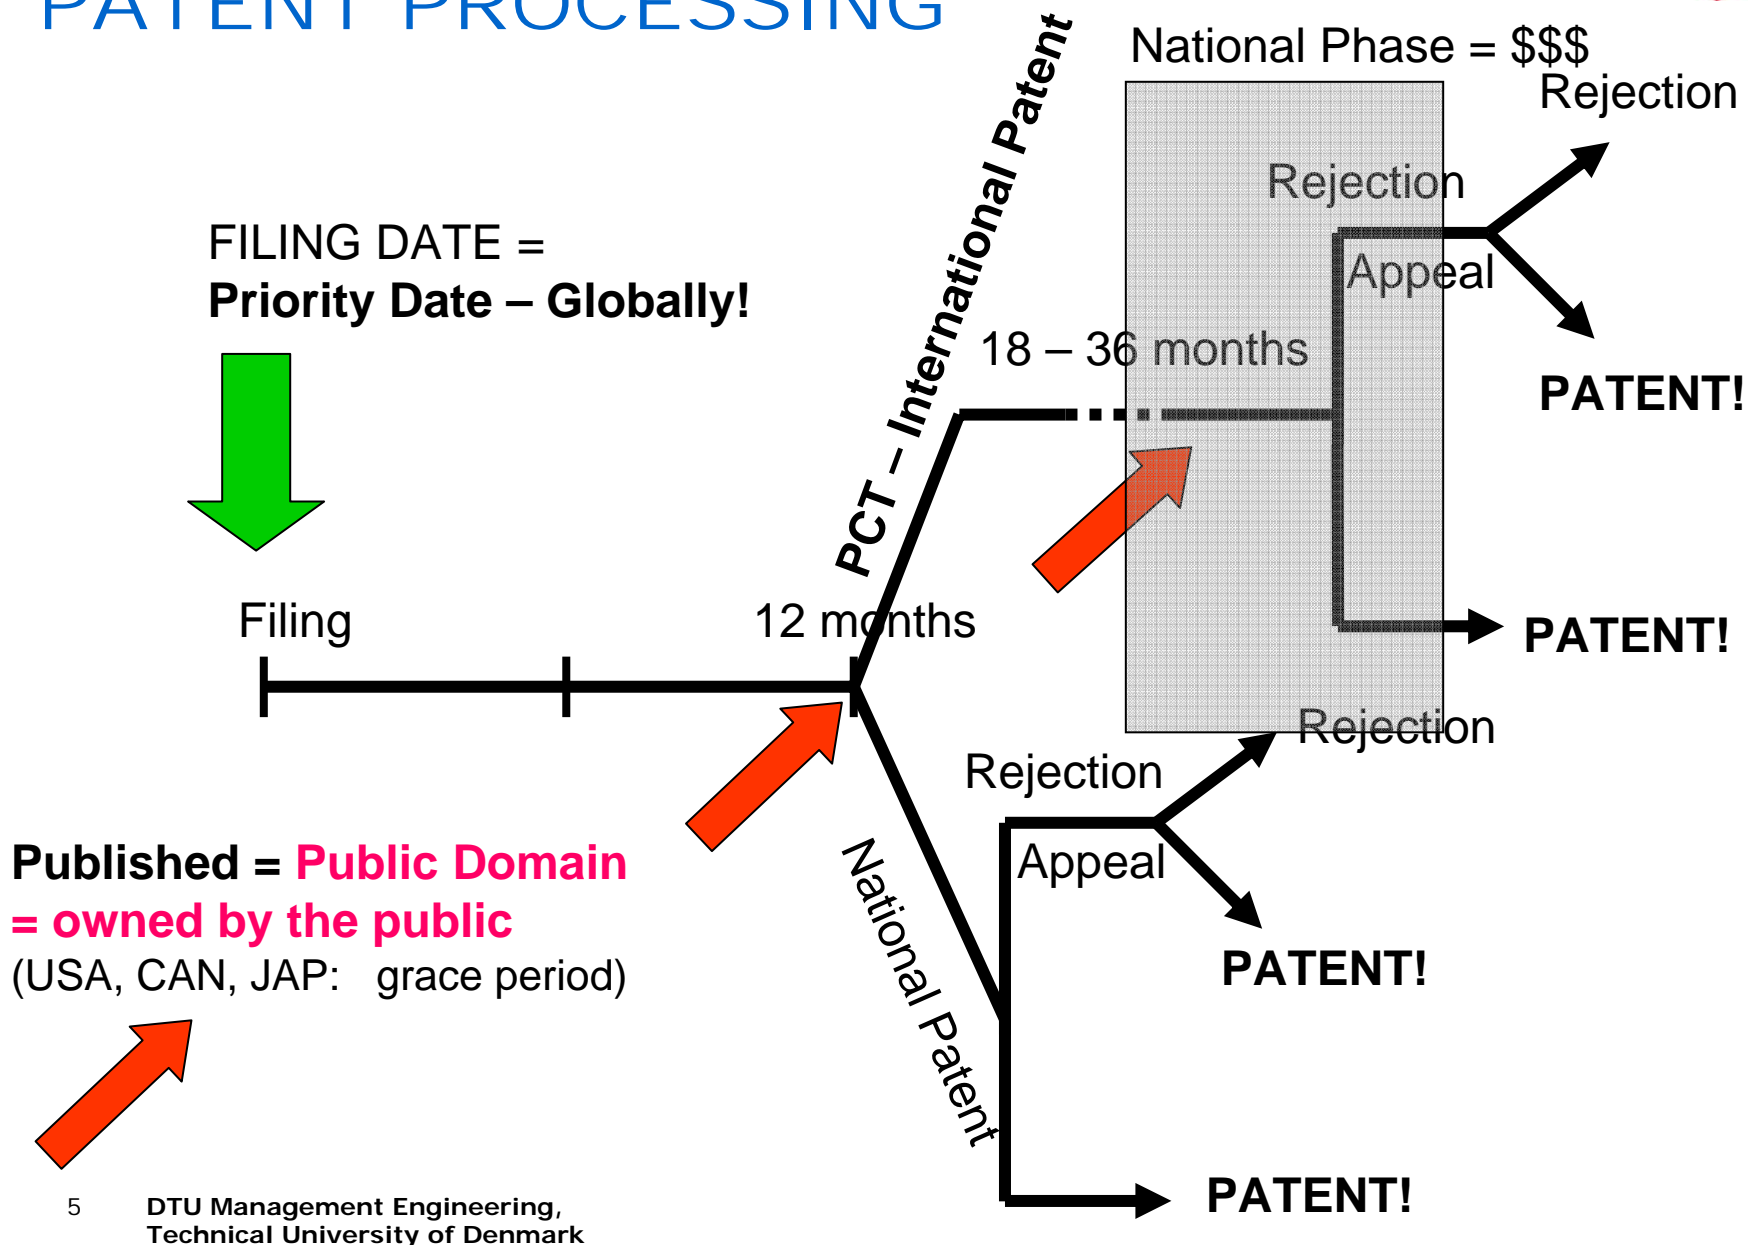 PATENT PROCESSING
National Phase = $$$
Rejection
Rejection
FILING DATE =
Priority Date – Globally!
Appeal
PCT – International Patent
18 – 36 months
PATENT!
Filing
12 months
PATENT!
Rejection
Rejection
Published = Public Domain
= owned by the public
(USA, CAN, JAP: grace period)
Appeal
National Patent
PATENT!
PATENT!
5 DTU Management Engineering,
Technical University of Denmark